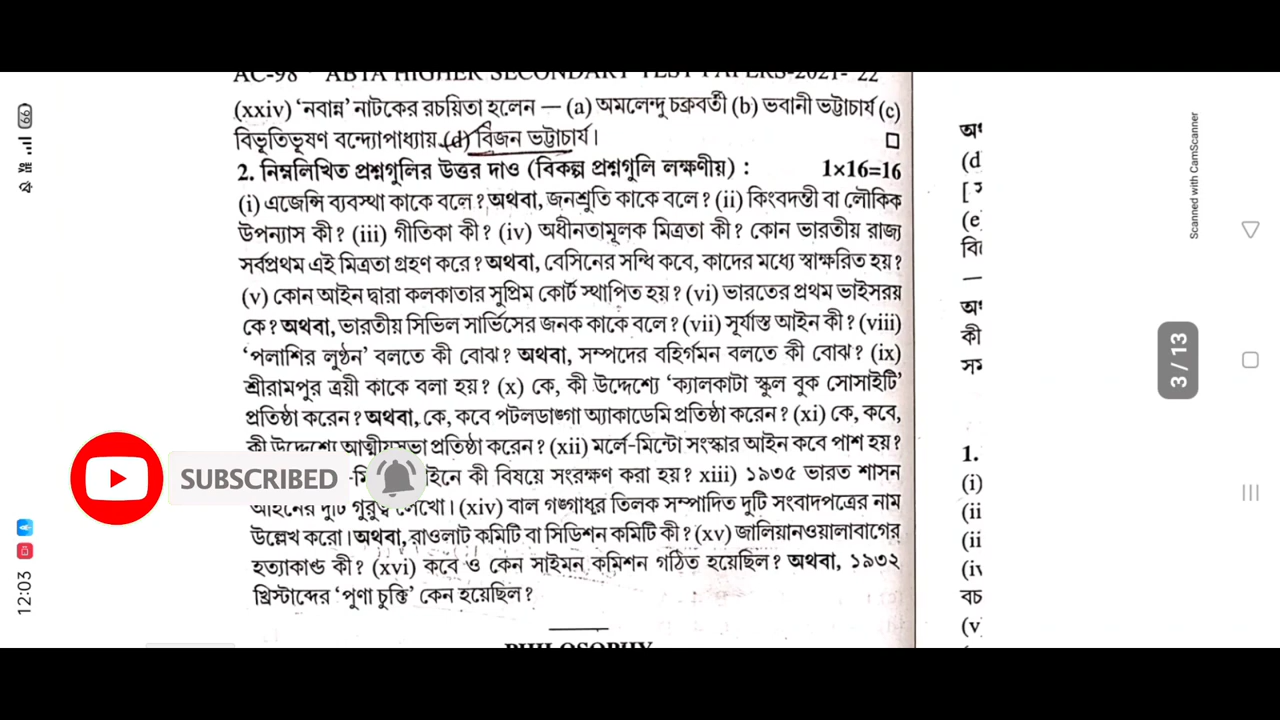 AC-98 ABTA HIGHER SECONDARY TEST PAPERS-2021-22
(xxiv) ‘নবান্ন’ নাটকের রচয়িতা হলেন — (a) অমলেন্দু চক্রবর্তী (b) ভবানী ভট্টাচার্য (c)
বিভূতিভূষণ বন্দ্যোপাধ্যায় (d) বিজন ভট্টাচার্য।
2. নিম্নলিখিত প্রশ্নগুলির উত্তর দাও (বিকল্প প্রশ্নগুলি লক্ষণীয়) : 1×16=16
(i) এজেন্সি ব্যবস্থা কাকে বলে? অথবা, জনশ্রুতি কাকে বলে? (ii) কিংবদন্তী বা লৌকিক
উপন্যাস কী? (iii) গীতিকা কী? (iv) অধীনতামূলক মিত্রতা কী? কোন ভারতীয় রাজ্য
সর্বপ্রথম এই মিত্রতা গ্রহণ করে? অথবা, বেসিনের সন্ধি কবে, কাদের মধ্যে স্বাক্ষরিত হয়?
(v) কোন আইন দ্বারা কলকাতার সুপ্রিম কোর্ট স্থাপিত হয়? (vi) ভারতের প্রথম ভাইসরয়
কে? অথবা, ভারতীয় সিভিল সার্ভিসের জনক কাকে বলে? (vii) সূর্যাস্ত আইন কী? (viii)
‘পলাশির লুণ্ঠন’ বলতে কী বোঝ? অথবা, সম্পদের বহির্গমন বলতে কী বোঝ? (ix)
শ্রীরামপুর ত্রয়ী কাকে বলা হয়? (x) কে, কী উদ্দেশ্যে ‘ক্যালকাটা স্কুল বুক সোসাইটি’
প্রতিষ্ঠা করেন? অথবা, কে, কবে পটলডাঙ্গা অ্যাকাডেমি প্রতিষ্ঠা করেন? (xi) কে, কবে,
কী উদ্দেশ্যে আত্মীয়সভা প্রতিষ্ঠা করেন? (xii) মর্লে-মিন্টো সংস্কার আইন কবে পাশ হয়?
আইনে কী বিষয়ে সংরক্ষণ করা হয়? xiii) ১৯৩৫ ভারত শাসন
আইনের দুটি গুরুত্ব লেখো। (xiv) বাল গঙ্গাধর তিলক সম্পাদিত দুটি সংবাদপত্রের নাম
উল্লেখ করো। অথবা, রাওলাট কমিটি বা সিডিশন কমিটি কী? (xv) জালিয়ানওয়ালাবাগের
হত্যাকাণ্ড কী? (xvi) কবে ও কেন সাইমন কমিশন গঠিত হয়েছিল? অথবা, ১৯৩২
খ্রিস্টাব্দের ‘পুণা চুক্তি’ কেন হয়েছিল?
PHILOSOPHY
SUBSCRIBED
(d
(e
1.
(i)
(ii
(ii
(iv
(v
3 / 13
Scanned with CamScanner
12:03
66